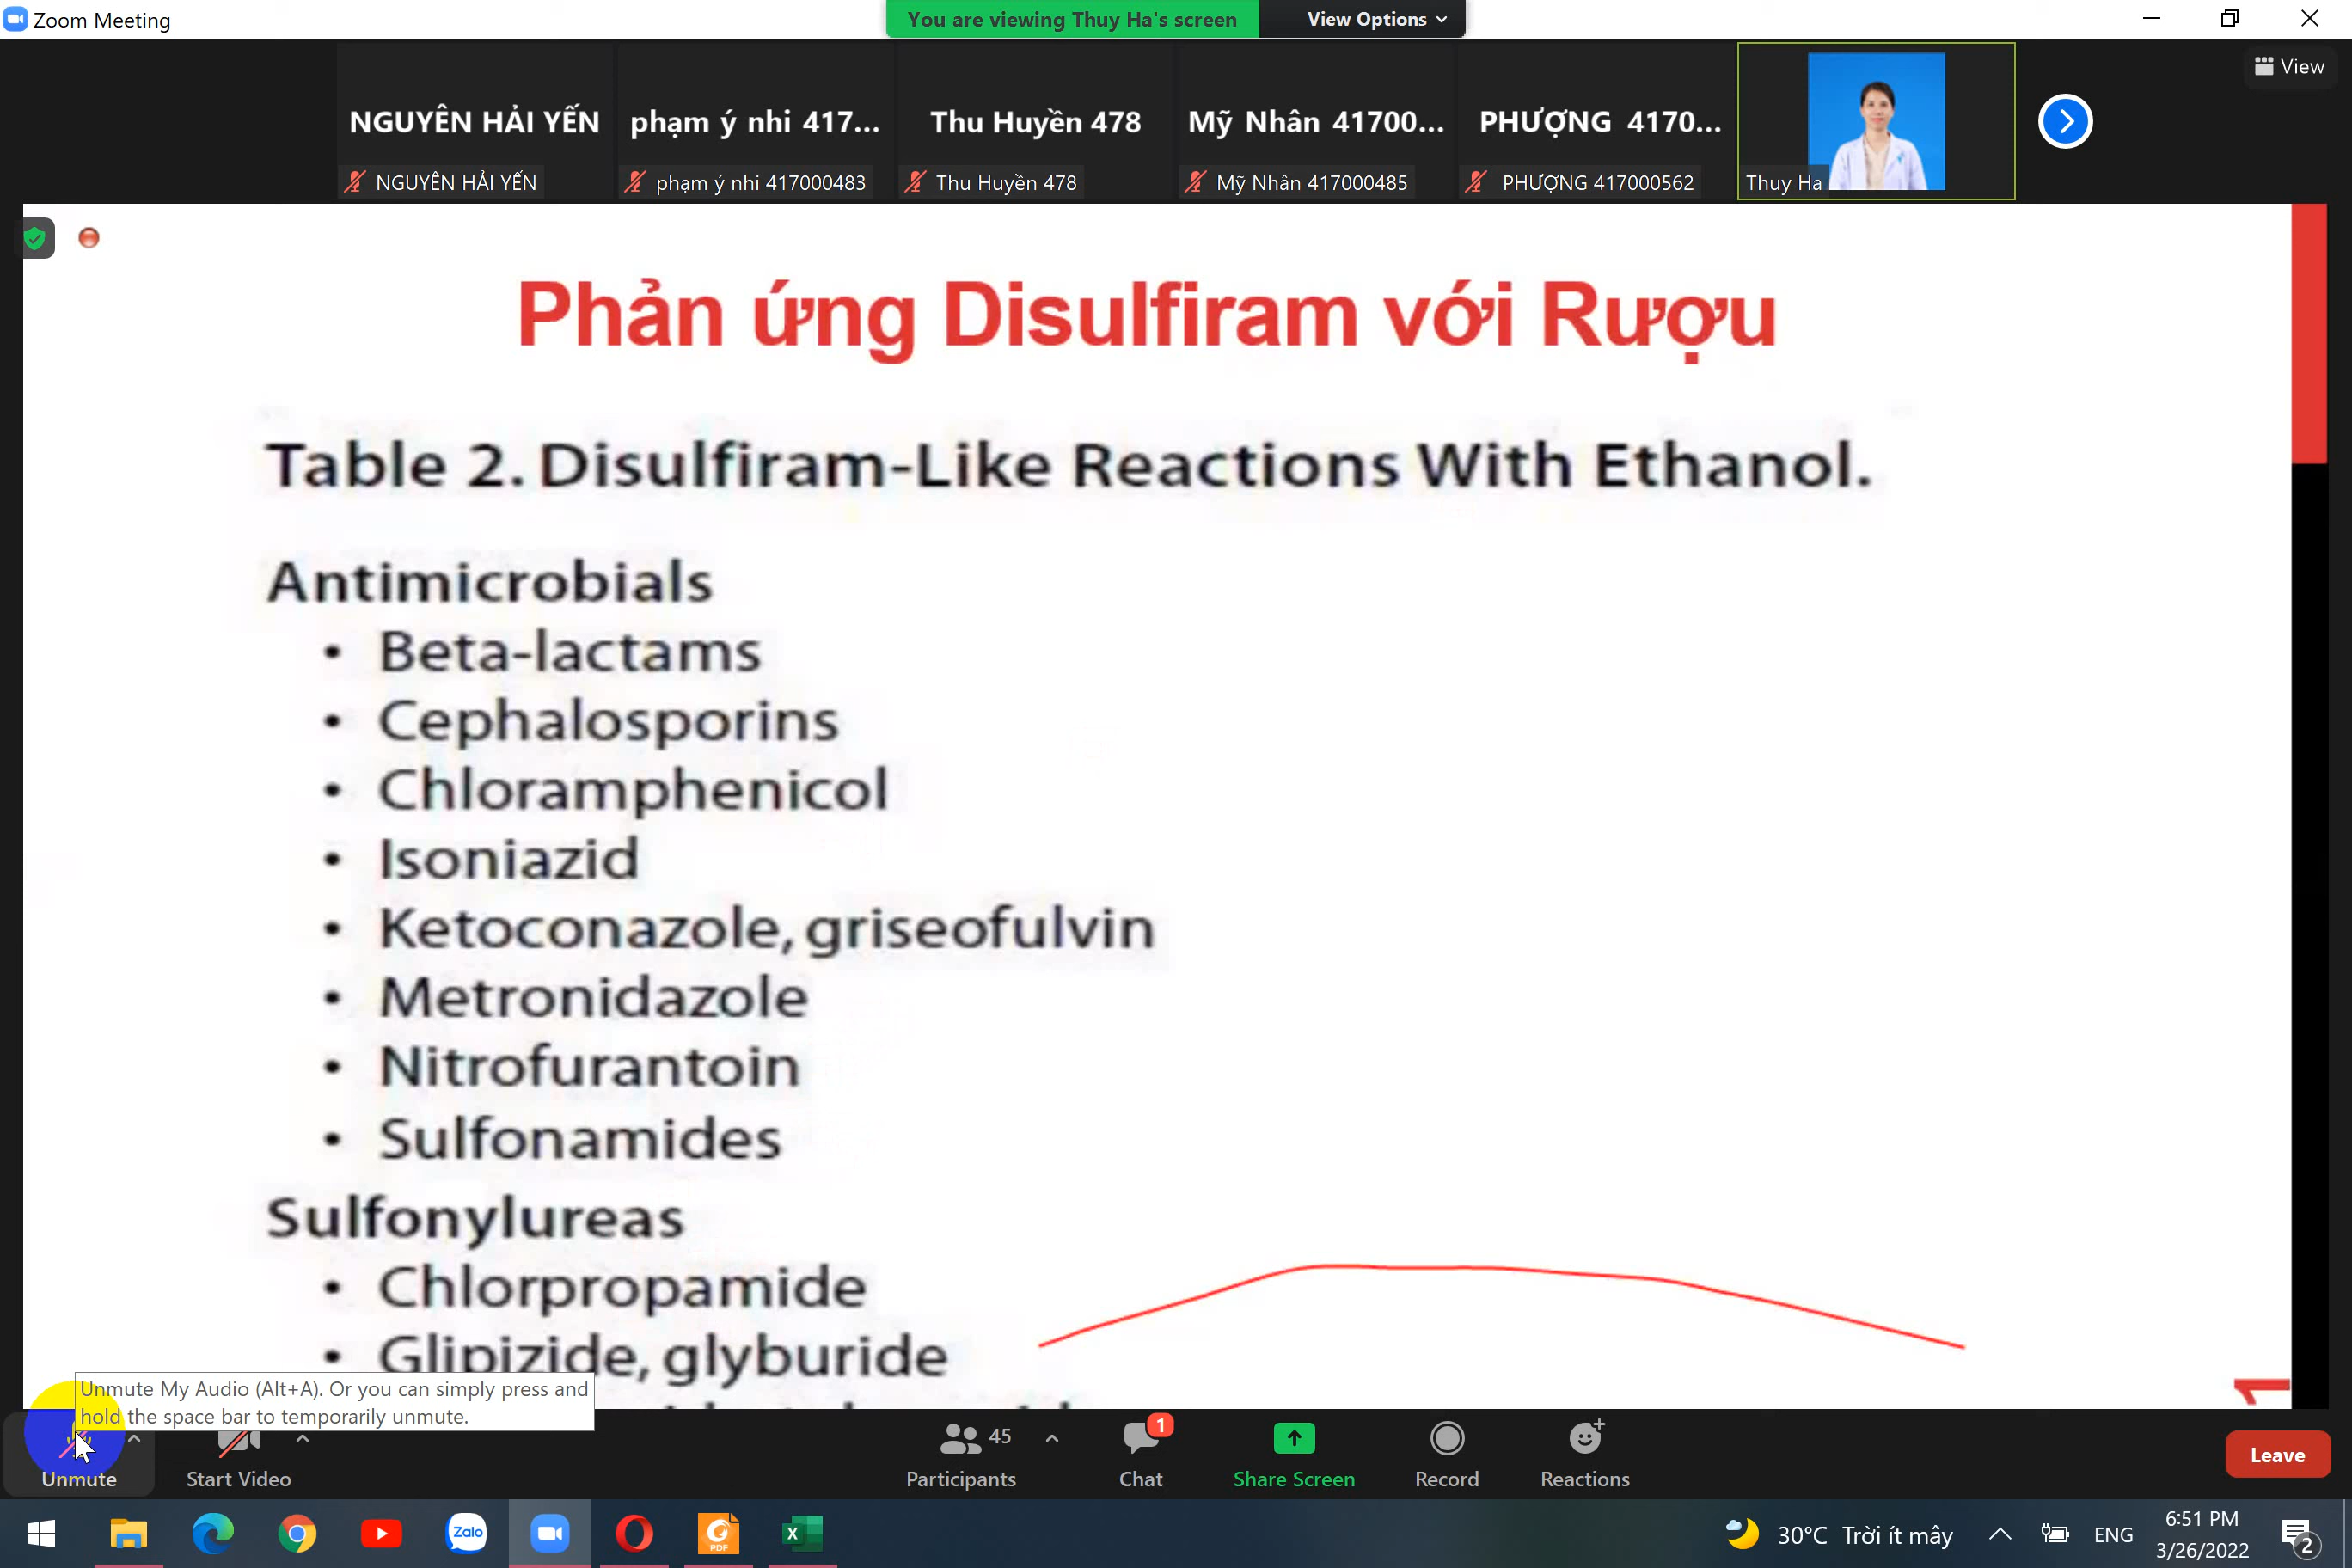 Zoom Meeting
You are viewing Thuy Ha's screen
View Options
View
NGUYÊN HẢI YẾN
phạm ý nhi 417...
Thu Huyền 478
Mỹ Nhân 41700...
PHƯỢNG 4170...
NGUYÊN HẢI YẾN
phạm ý nhi 417000483
Thu Huyền 478
Mỹ Nhân 417000485
PHƯỢNG 417000562
Thuy Ha
Phản ứng Disulfiram với Rượu
Table 2. Disulfiram-Like Reactions With Ethanol.
Antimicrobials
• Beta-lactams
• Cephalosporins
• Chloramphenicol
• Isoniazid
• Ketoconazole, griseofulvin
• Metronidazole
• Nitrofurantoin
• Sulfonamides
Sulfonylureas
• Chlorpropamide
• Glipizide, glyburide
1
Unmute My Audio (Alt+A). Or you can simply press and
hold the space bar to temporarily unmute.
Unmute
Start Video
45
Participants
1
Chat
Share Screen
Record
Reactions
Leave
Zalo
PDF
X
30°C Trời ít mây
ENG
6:51 PM
3/26/2022
2